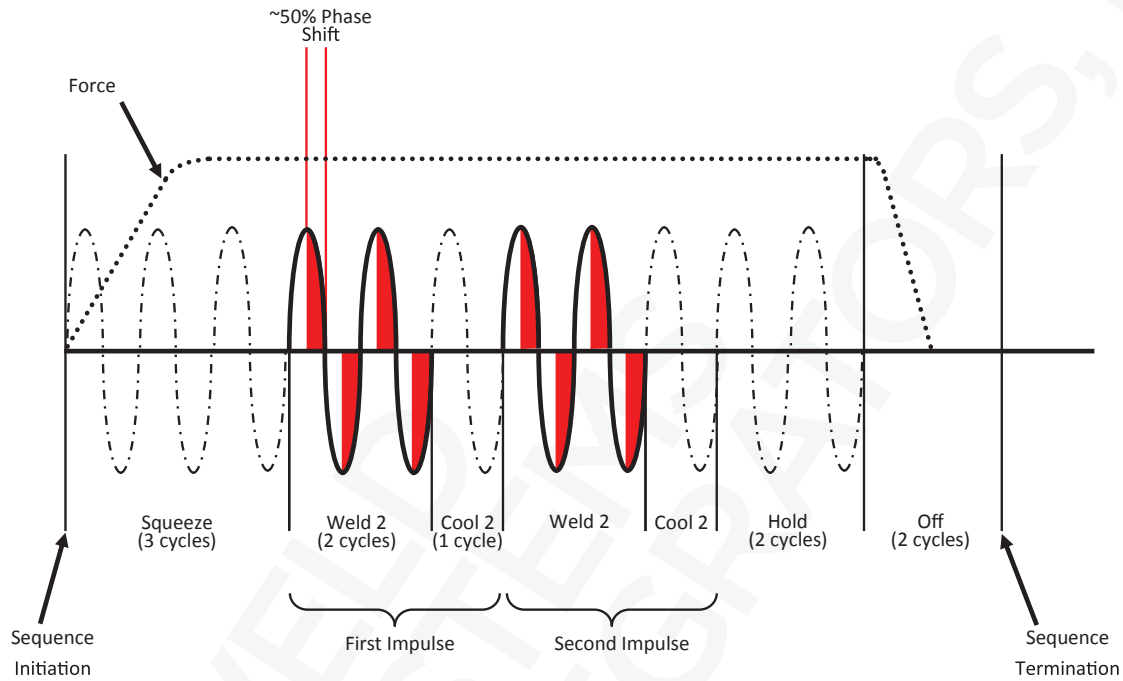 ~50% Phase
Shift
Force
Squeeze
(3 cycles)
Weld 2
(2 cycles)
Cool 2
(1 cycle)
Weld 2
Cool 2
Hold
(2 cycles)
Off
(2 cycles)
First Impulse
Second Impulse
Sequence
Initiation
Sequence
Termination